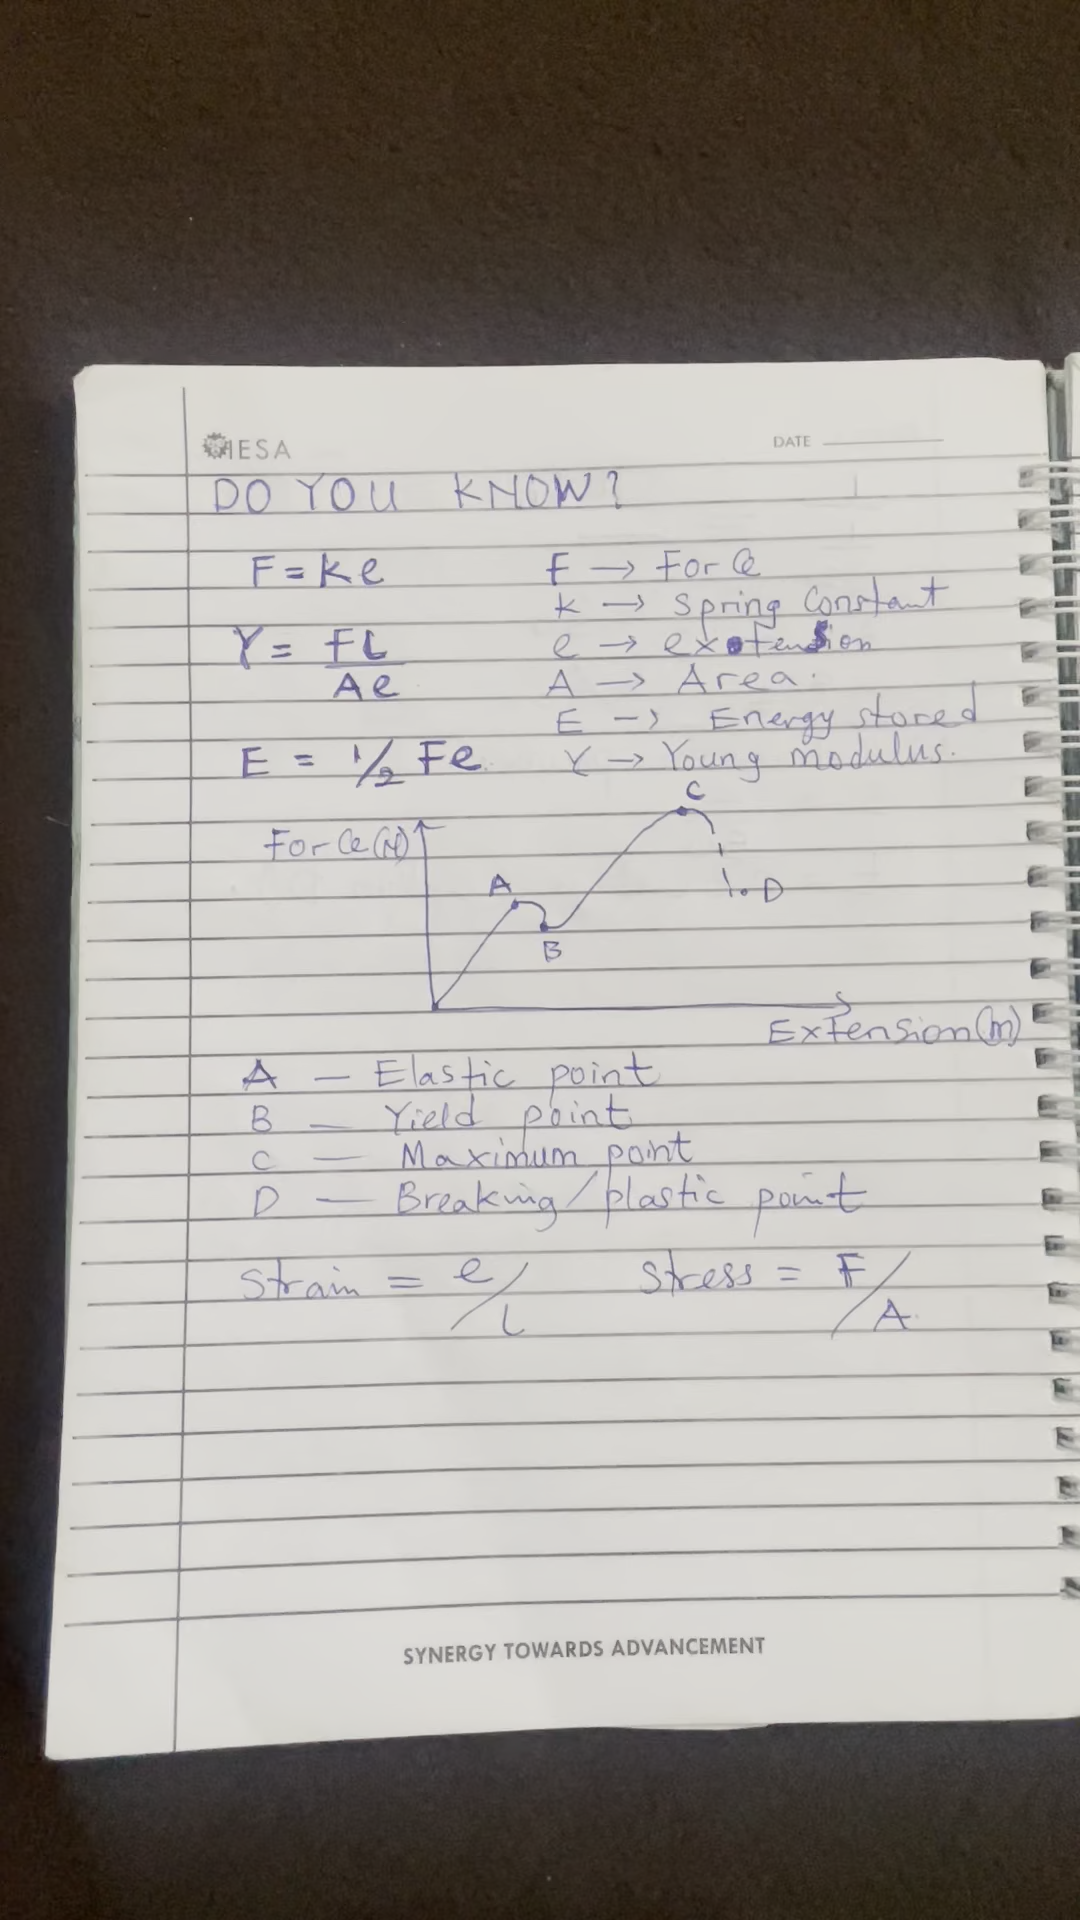 IESA
DATE
DO YOU KNOW?
F = ke
F → Force
k → Spring Constant
Y = FL
Ae
e → extension
A → Area.
E → Energy stored
E = 1/2 Fe.
Y → Young modulus.
C
Force (N)
A
D
B
Extension (m)
A — Elastic point
B — Yield point
C — Maximum point
D — Breaking/plastic point
Strain = e/L Stress = F/A.
SYNERGY TOWARDS ADVANCEMENT